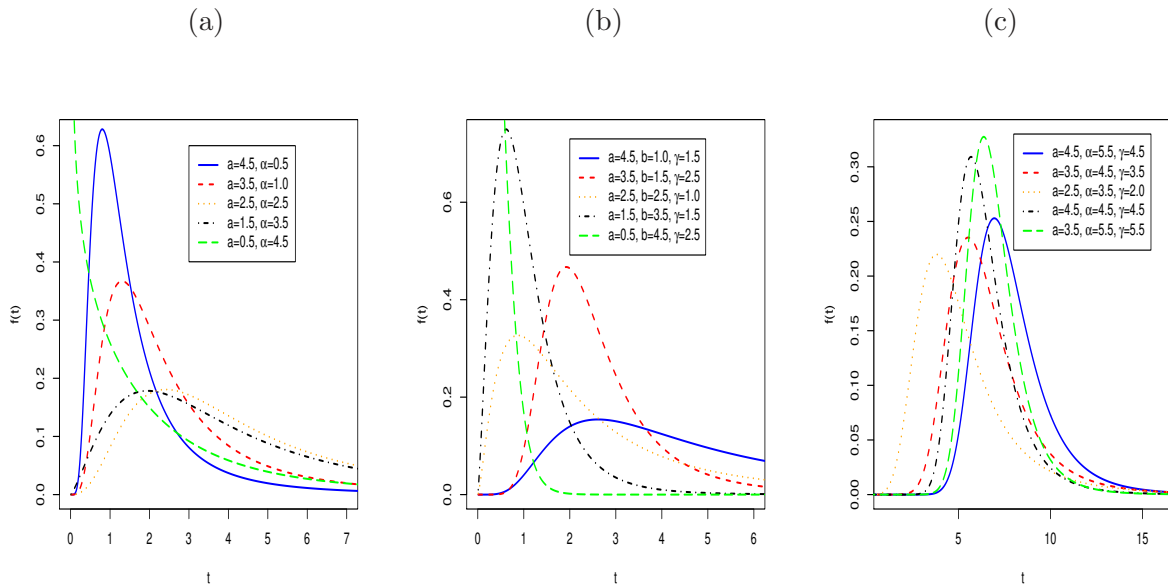 (a)
(b)
(c)
a=4.5, α=0.5
a=3.5, α=1.0
a=2.5, α=2.5
a=1.5, α=3.5
a=0.5, α=4.5
0.0 0.1 0.2 0.3 0.4 0.5 0.6
f(t)
0 1 2 3 4 5 6 7
t
a=4.5, b=1.0, γ=1.5
a=3.5, b=1.5, γ=2.5
a=2.5, b=2.5, γ=1.0
a=1.5, b=3.5, γ=1.5
a=0.5, b=4.5, γ=2.5
0.0 0.2 0.4 0.6
f(t)
0 1 2 3 4 5 6
t
a=4.5, α=5.5, γ=4.5
a=3.5, α=4.5, γ=3.5
a=2.5, α=3.5, γ=2.0
a=4.5, α=4.5, γ=4.5
a=3.5, α=5.5, γ=5.5
0.00 0.05 0.10 0.15 0.20 0.25 0.30
f(t)
5 10 15
t